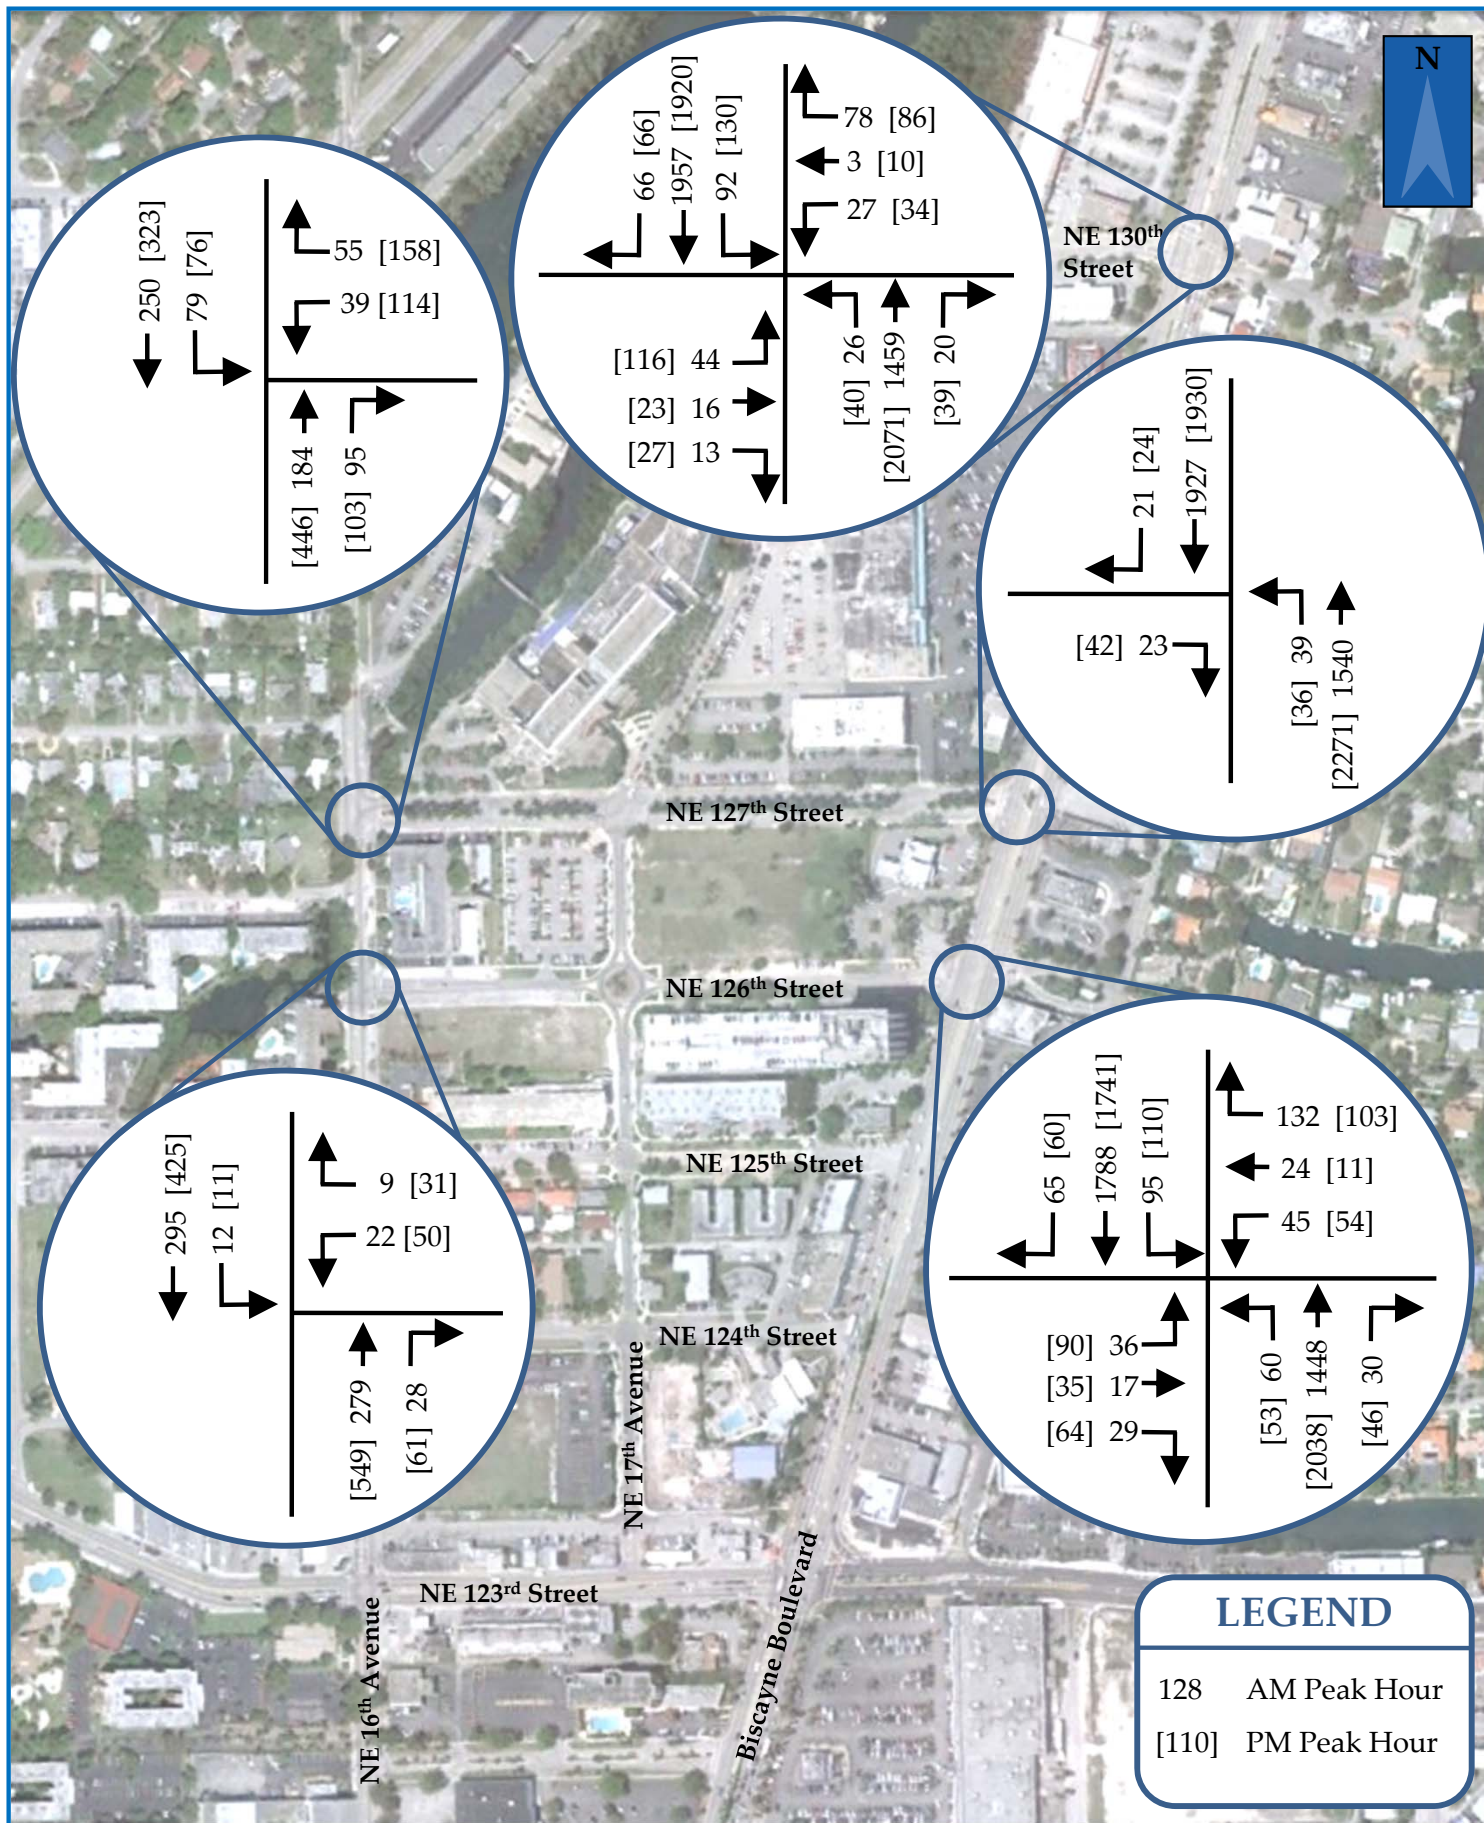 N
66 [66]
1957 [1920]
92 [130]
78 [86]
3 [10]
27 [34]
[116] 44
[23] 16
[27] 13
[40] 26
[2071] 1459
[39] 20
NE 130th
Street
250 [323]
79 [76]
55 [158]
39 [114]
[446] 184
[103] 95
21 [24]
1927 [1930]
[42] 23
[36] 39
[2271] 1540
NE 127th Street
NE 126th Street
295 [425]
12 [11]
9 [31]
22 [50]
[549] 279
[61] 28
65 [60]
1788 [1741]
95 [110]
132 [103]
24 [11]
45 [54]
[90] 36
[35] 17
[64] 29
[53] 60
[2038] 1448
[46] 30
NE 125th Street
NE 124th Street
NE 17th Avenue
NE 123rd Street
NE 16th Avenue
Biscayne Boulevard
LEGEND
128 AM Peak Hour
[110] PM Peak Hour